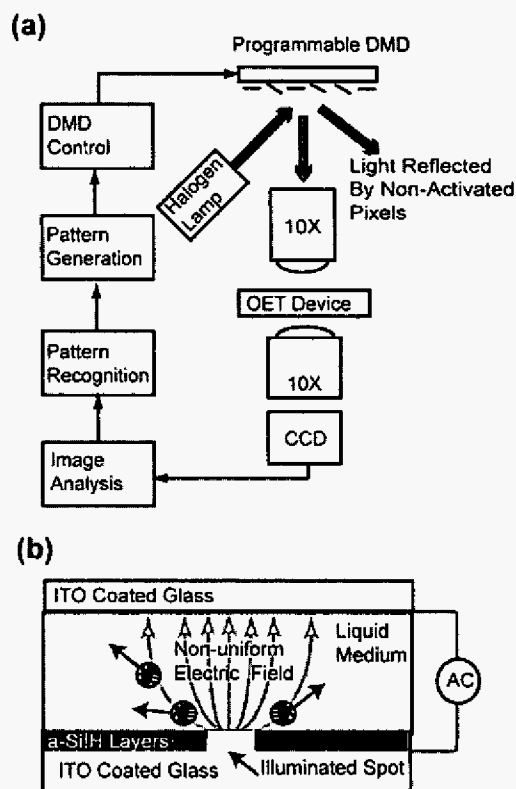 (a)
Programmable DMD
DMD
Control
Halogen
Lamp
Light Reflected
By Non-Activated
Pixels
Pattern
Generation
10X
OET Device
Pattern
Recognition
10X
CCD
Image
Analysis
(b)
ITO Coated Glass
Liquid
Medium
Non-uniform
Electric Field
AC
a-Si:H Layers
ITO Coated Glass
Illuminated Spot